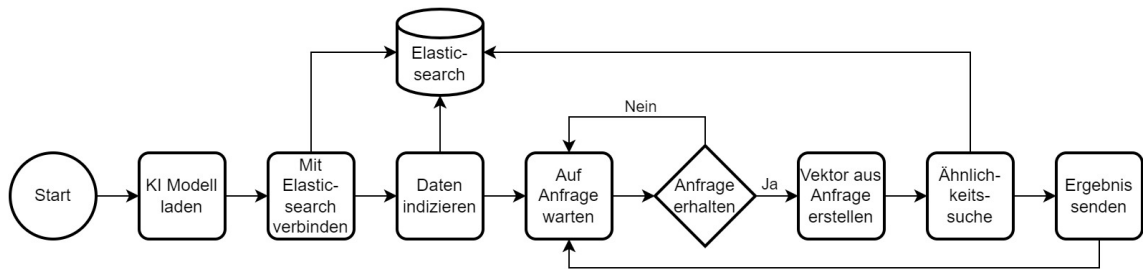 Elastic-
search
Nein
Start
KI Modell
laden
Mit
Elastic-
search
verbinden
Daten
indizieren
Auf
Anfrage
warten
Anfrage
erhalten
Ja
Vektor aus
Anfrage
erstellen
Ähnlich-
keits-
suche
Ergebnis
senden